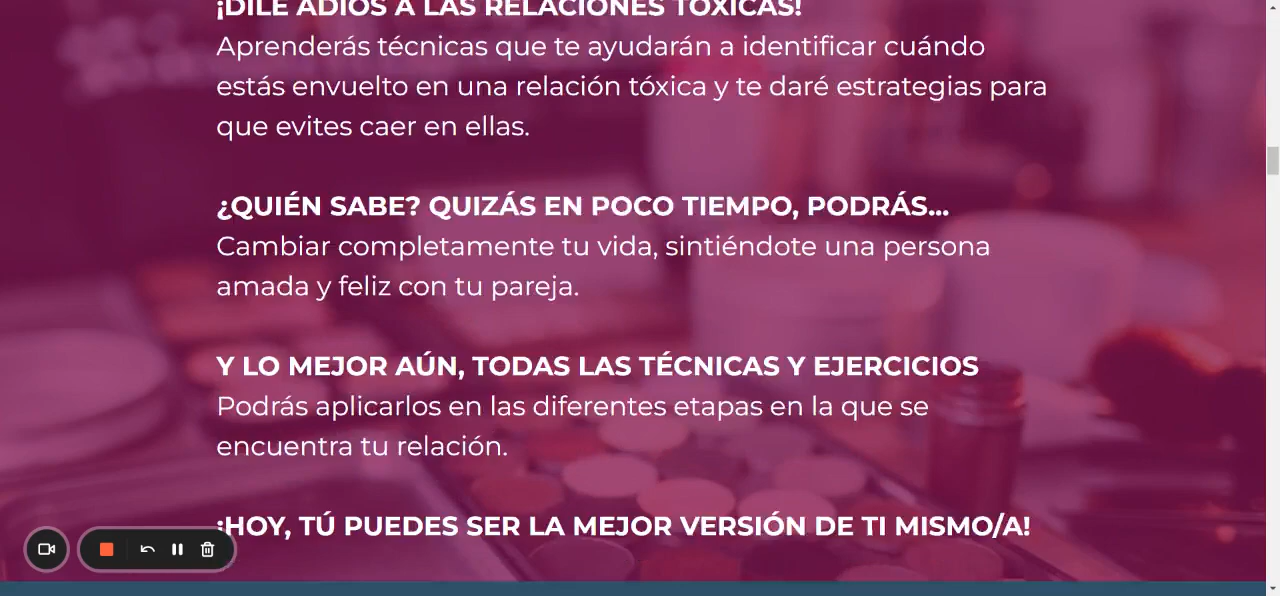 ¡DILE ADIÓS A LAS RELACIONES TÓXICAS!
Aprenderás técnicas que te ayudarán a identificar cuándo
estás envuelto en una relación tóxica y te daré estrategias para
que evites caer en ellas.
¿QUIÉN SABE? QUIZÁS EN POCO TIEMPO, PODRÁS...
Cambiar completamente tu vida, sintiéndote una persona
amada y feliz con tu pareja.
Y LO MEJOR AÚN, TODAS LAS TÉCNICAS Y EJERCICIOS
Podrás aplicarlos en las diferentes etapas en la que se
encuentra tu relación.
¡HOY, TÚ PUEDES SER LA MEJOR VERSIÓN DE TI MISMO/A!